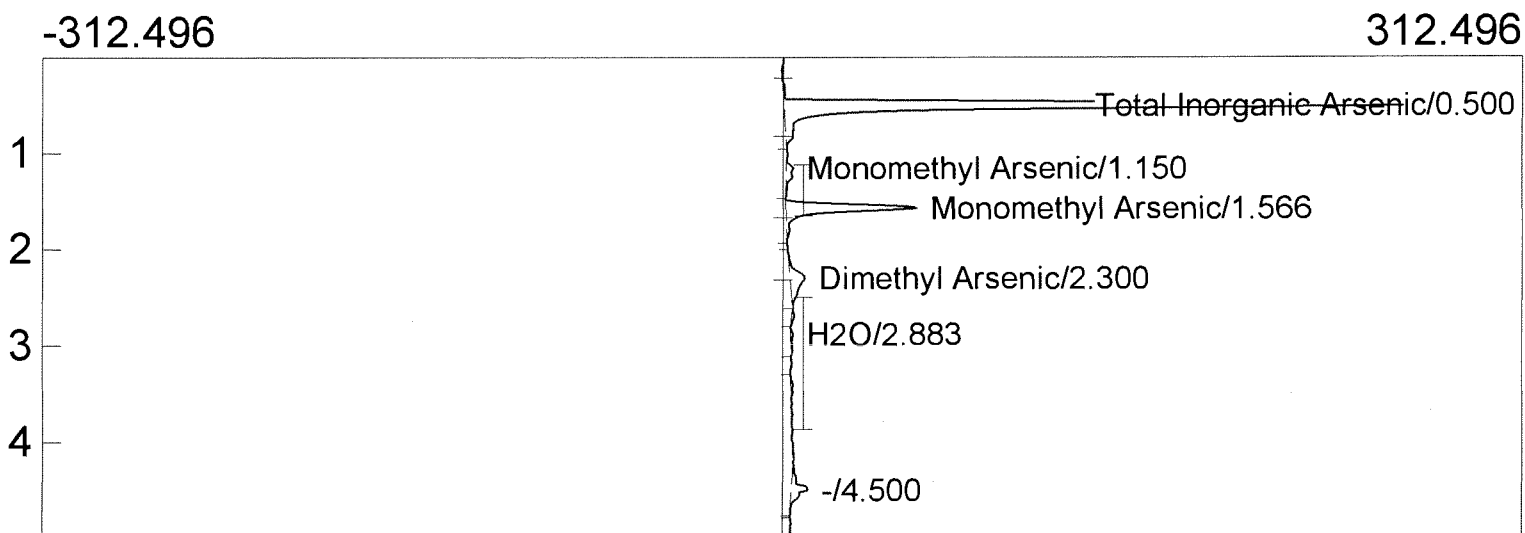 -312.496 312.496
Total Inorganic Arsenic/0.500
1
Monomethyl Arsenic/1.150
Monomethyl Arsenic/1.566
2
Dimethyl Arsenic/2.300
H2O/2.883
3
4
-/4.500